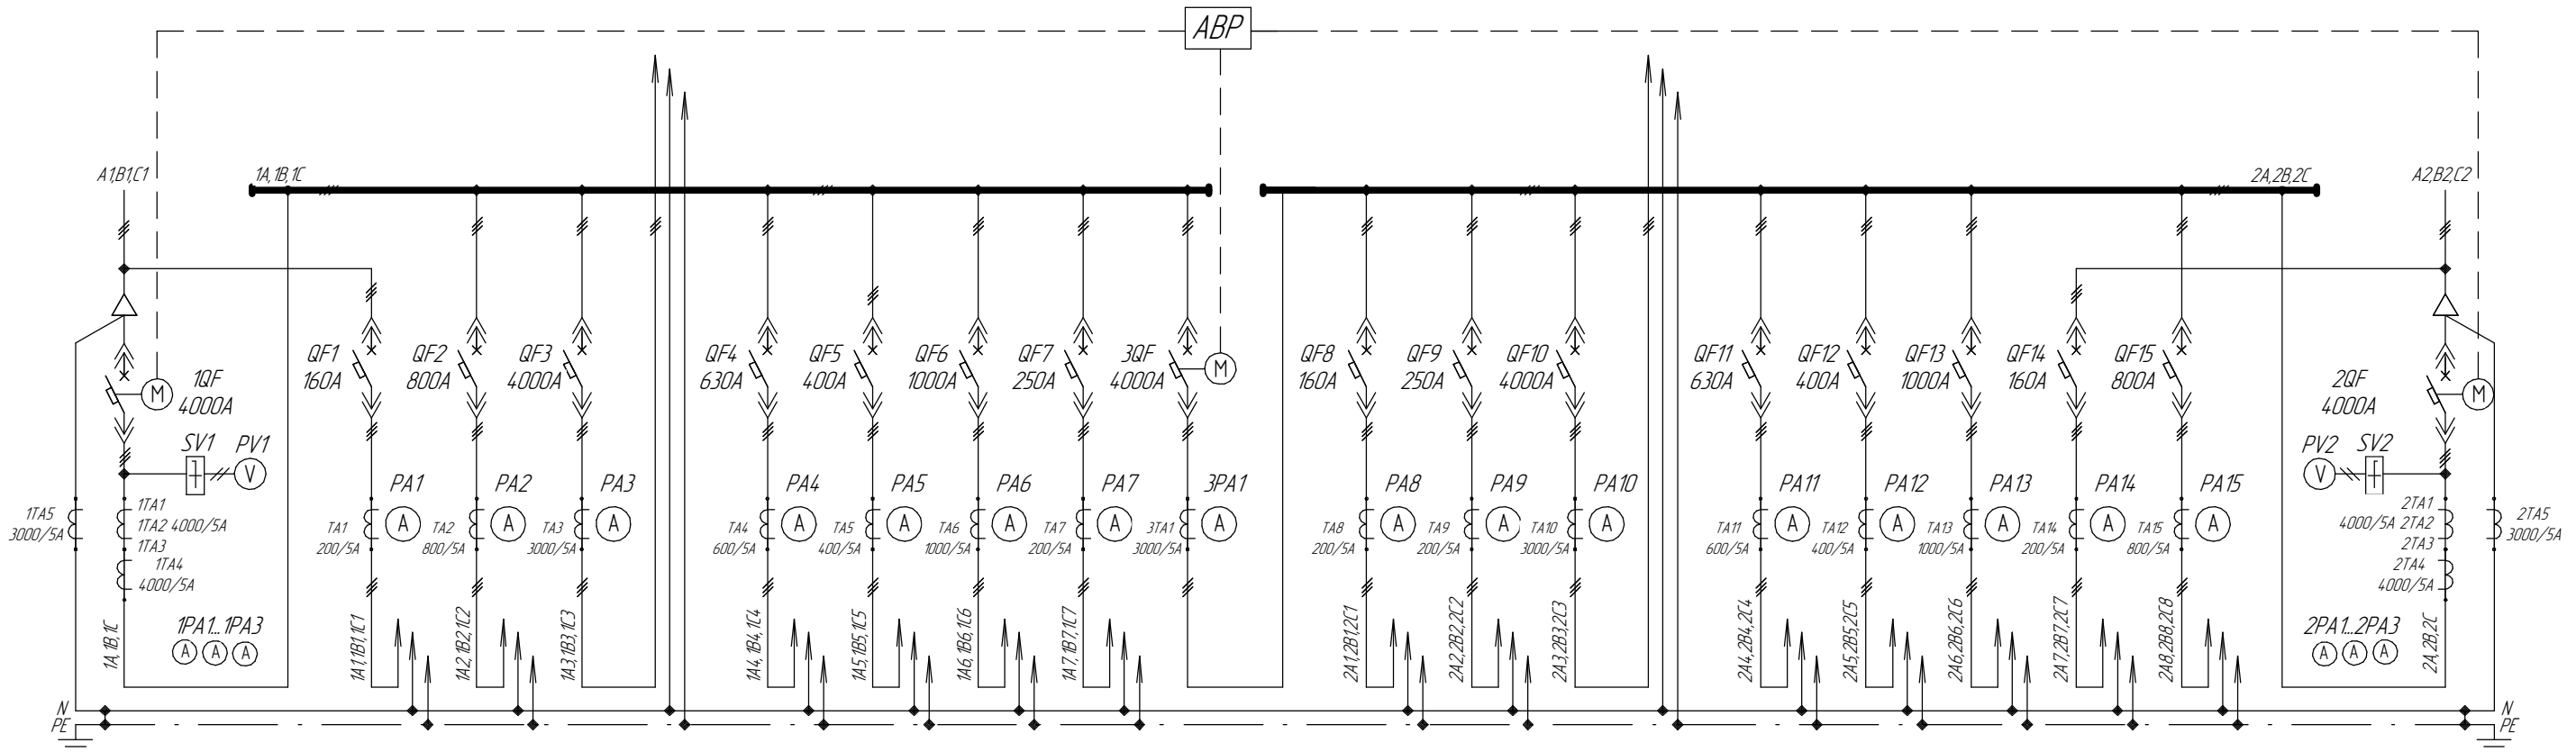 АВР
A1,B1,C1
1A,1B,1C
2A,2B,2C
A2,B2,C2
1QF
4000A
M
SV1
PV1
V
1TA5
3000/5A
1TA1
1TA2 4000/5A
1TA3
1TA4
4000/5A
1PA1...1PA3
A A A
1A,1B,1C
QF1
160A
PA1
TA1
200/5A
A
1A1,1B1,1C1
QF2
800A
PA2
TA2
800/5A
A
1A2,1B2,1C2
QF3
4000A
PA3
TA3
3000/5A
A
1A3,1B3,1C3
QF4
630A
PA4
TA4
600/5A
A
1A4,1B4,1C4
QF5
400A
PA5
TA5
400/5A
A
1A5,1B5,1C5
QF6
1000A
PA6
TA6
1000/5A
A
1A6,1B6,1C6
QF7
250A
PA7
TA7
200/5A
A
1A7,1B7,1C7
3QF
4000A
M
3PA1
3TA1
3000/5A
A
QF8
160A
PA8
TA8
200/5A
A
2A1,2B1,2C1
QF9
250A
PA9
TA9
200/5A
A
2A2,2B2,2C2
QF10
4000A
PA10
TA10
3000/5A
A
2A3,2B3,2C3
QF11
630A
PA11
TA11
600/5A
A
2A4,2B4,2C4
QF12
400A
PA12
TA12
400/5A
A
2A5,2B5,2C5
QF13
1000A
PA13
TA13
1000/5A
A
2A6,2B6,2C6
QF14
160A
PA14
TA14
200/5A
A
2A7,2B7,2C7
QF15
800A
PA15
TA15
800/5A
A
2A8,2B8,2C8
2QF
4000A
M
PV2
SV2
V
2TA1
4000/5A 2TA2
2TA3
2TA4
4000/5A
2TA5
3000/5A
2PA1...2PA3
A A A
2A,2B,2C
N
PE
N
PE